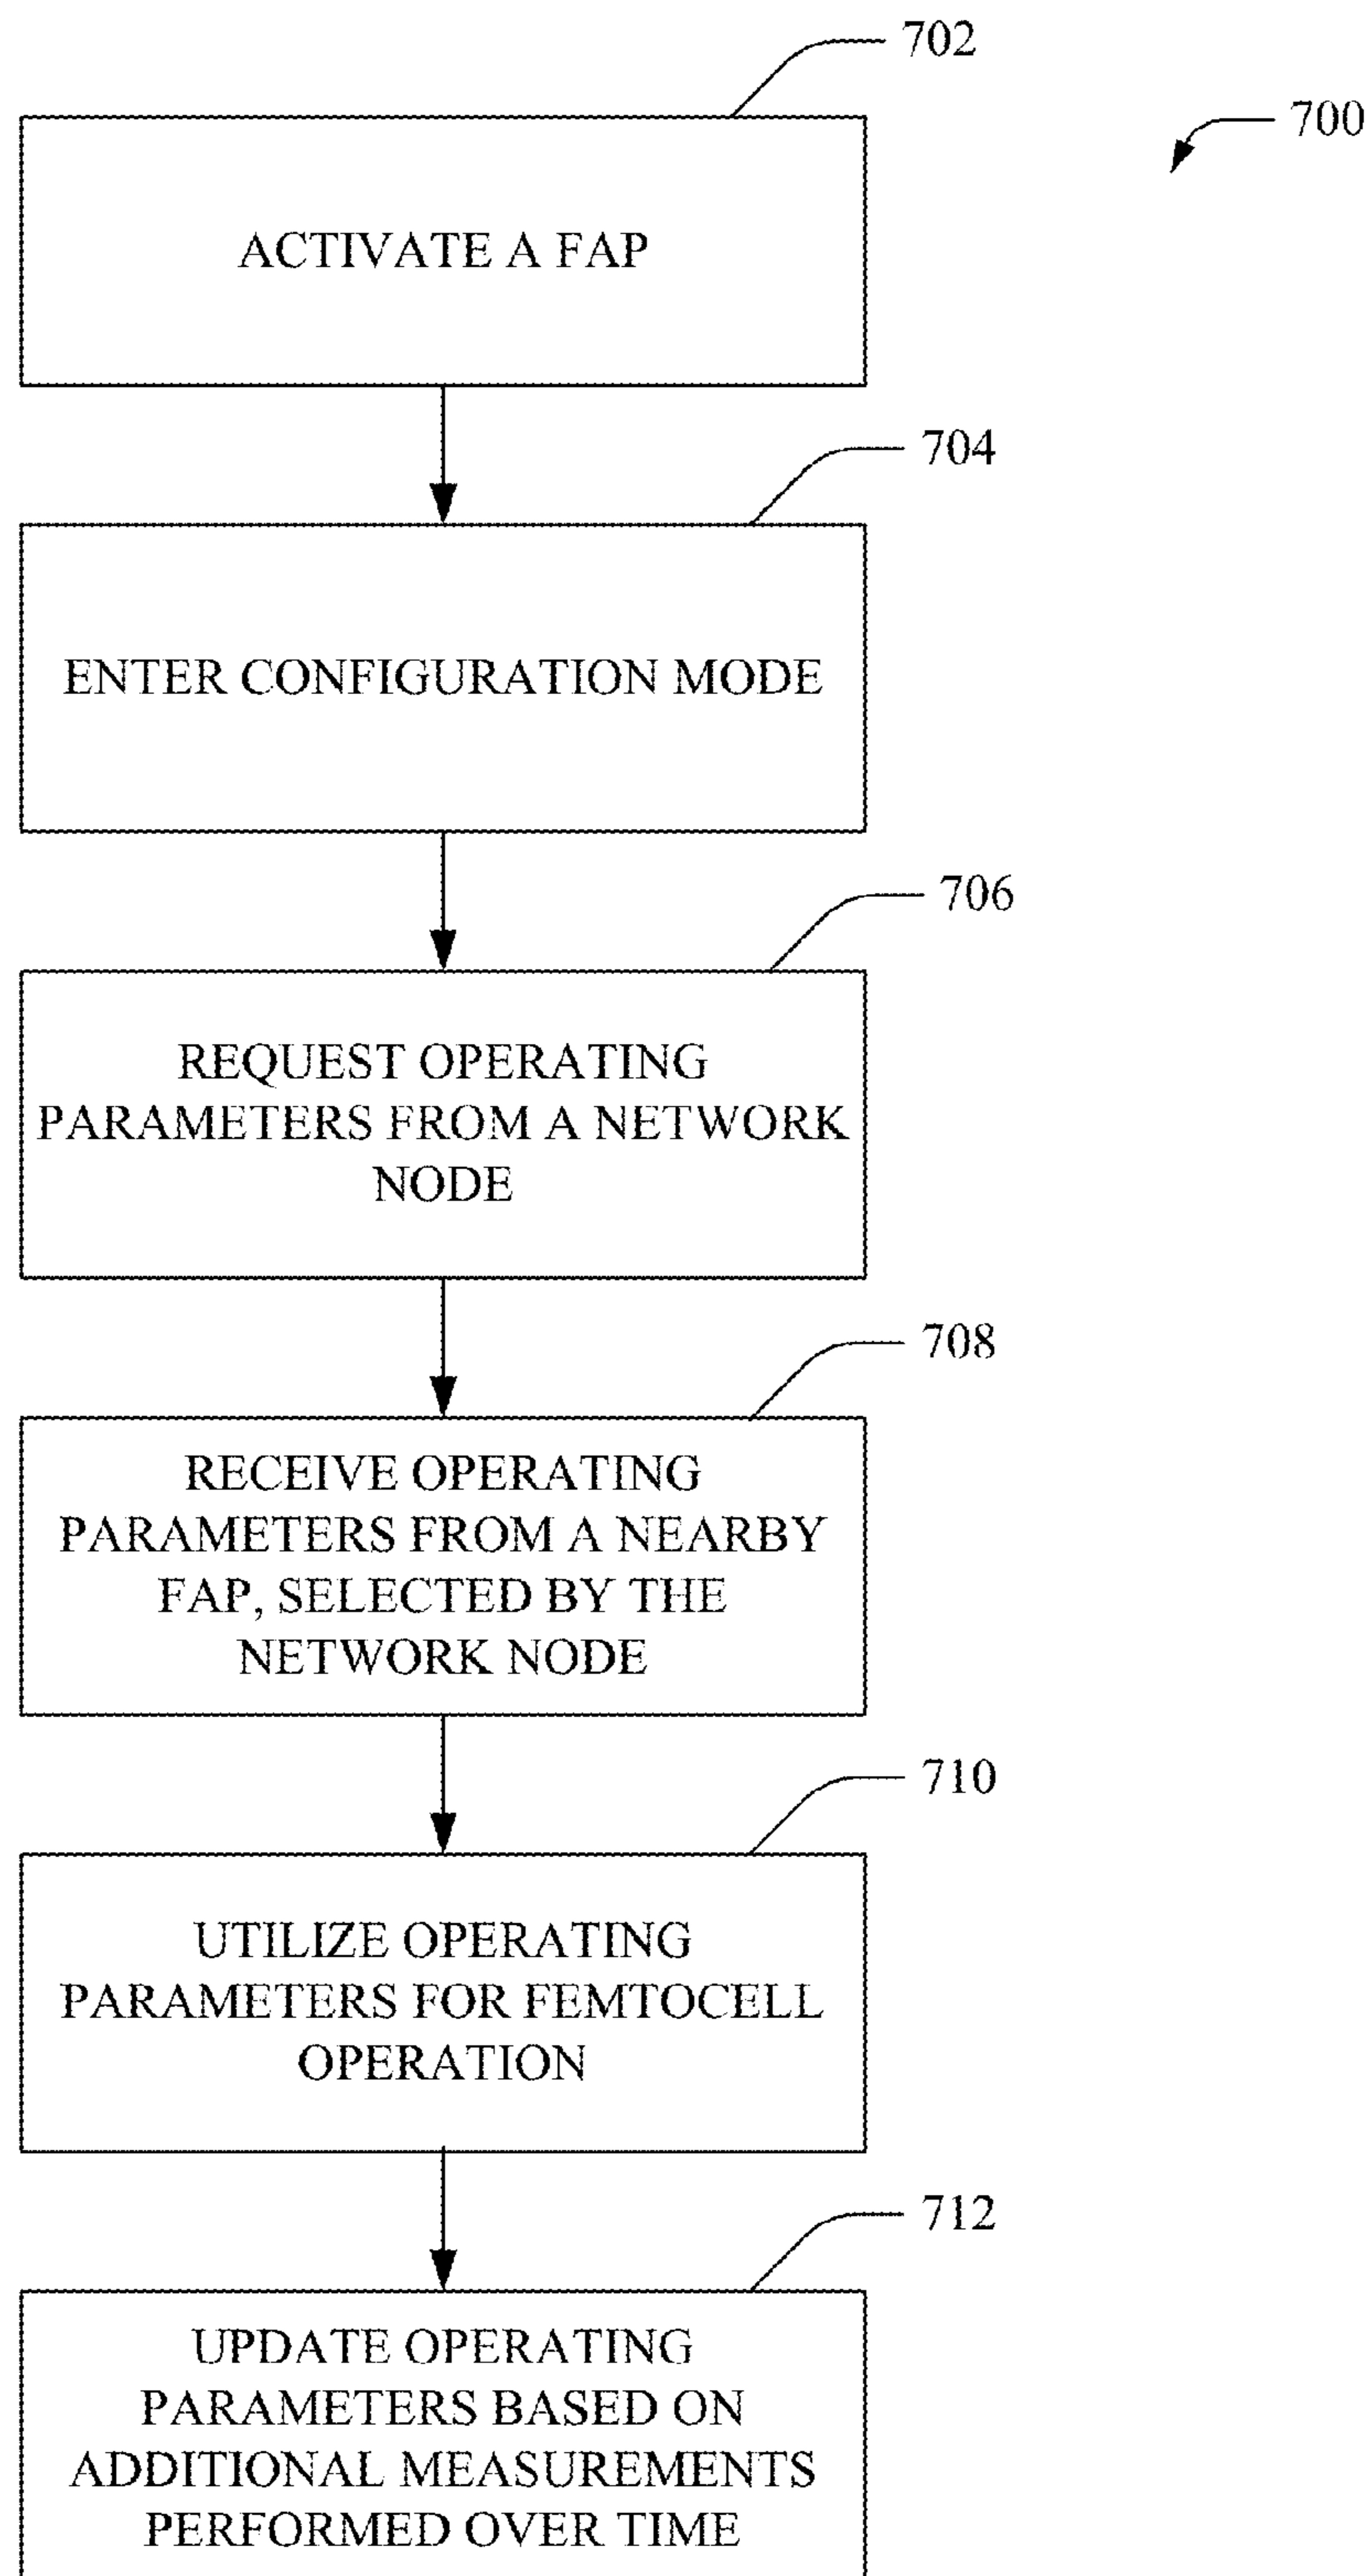 702
700
ACTIVATE A FAP
704
ENTER CONFIGURATION MODE
706
REQUEST OPERATING
PARAMETERS FROM A NETWORK
NODE
708
RECEIVE OPERATING
PARAMETERS FROM A NEARBY
FAP, SELECTED BY THE
NETWORK NODE
710
UTILIZE OPERATING
PARAMETERS FOR FEMTOCELL
OPERATION
712
UPDATE OPERATING
PARAMETERS BASED ON
ADDITIONAL MEASUREMENTS
PERFORMED OVER TIME